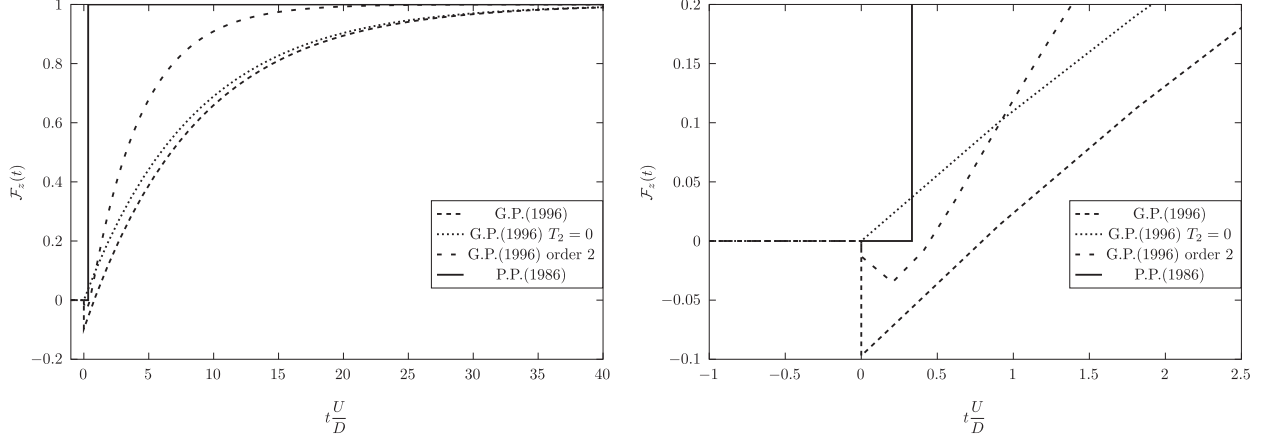 1
0.8
0.6
0.4
0.2
0
−0.2
0 5 10 15 20 25 30 35 40
ℱz(t)
t U/D
G.P.(1996)
G.P.(1996) T₂ = 0
G.P.(1996) order 2
P.P.(1986)
0.2
0.15
0.1
0.05
0
−0.05
−0.1
−1 −0.5 0 0.5 1 1.5 2 2.5
ℱz(t)
t U/D
G.P.(1996)
G.P.(1996) T₂ = 0
G.P.(1996) order 2
P.P.(1986)